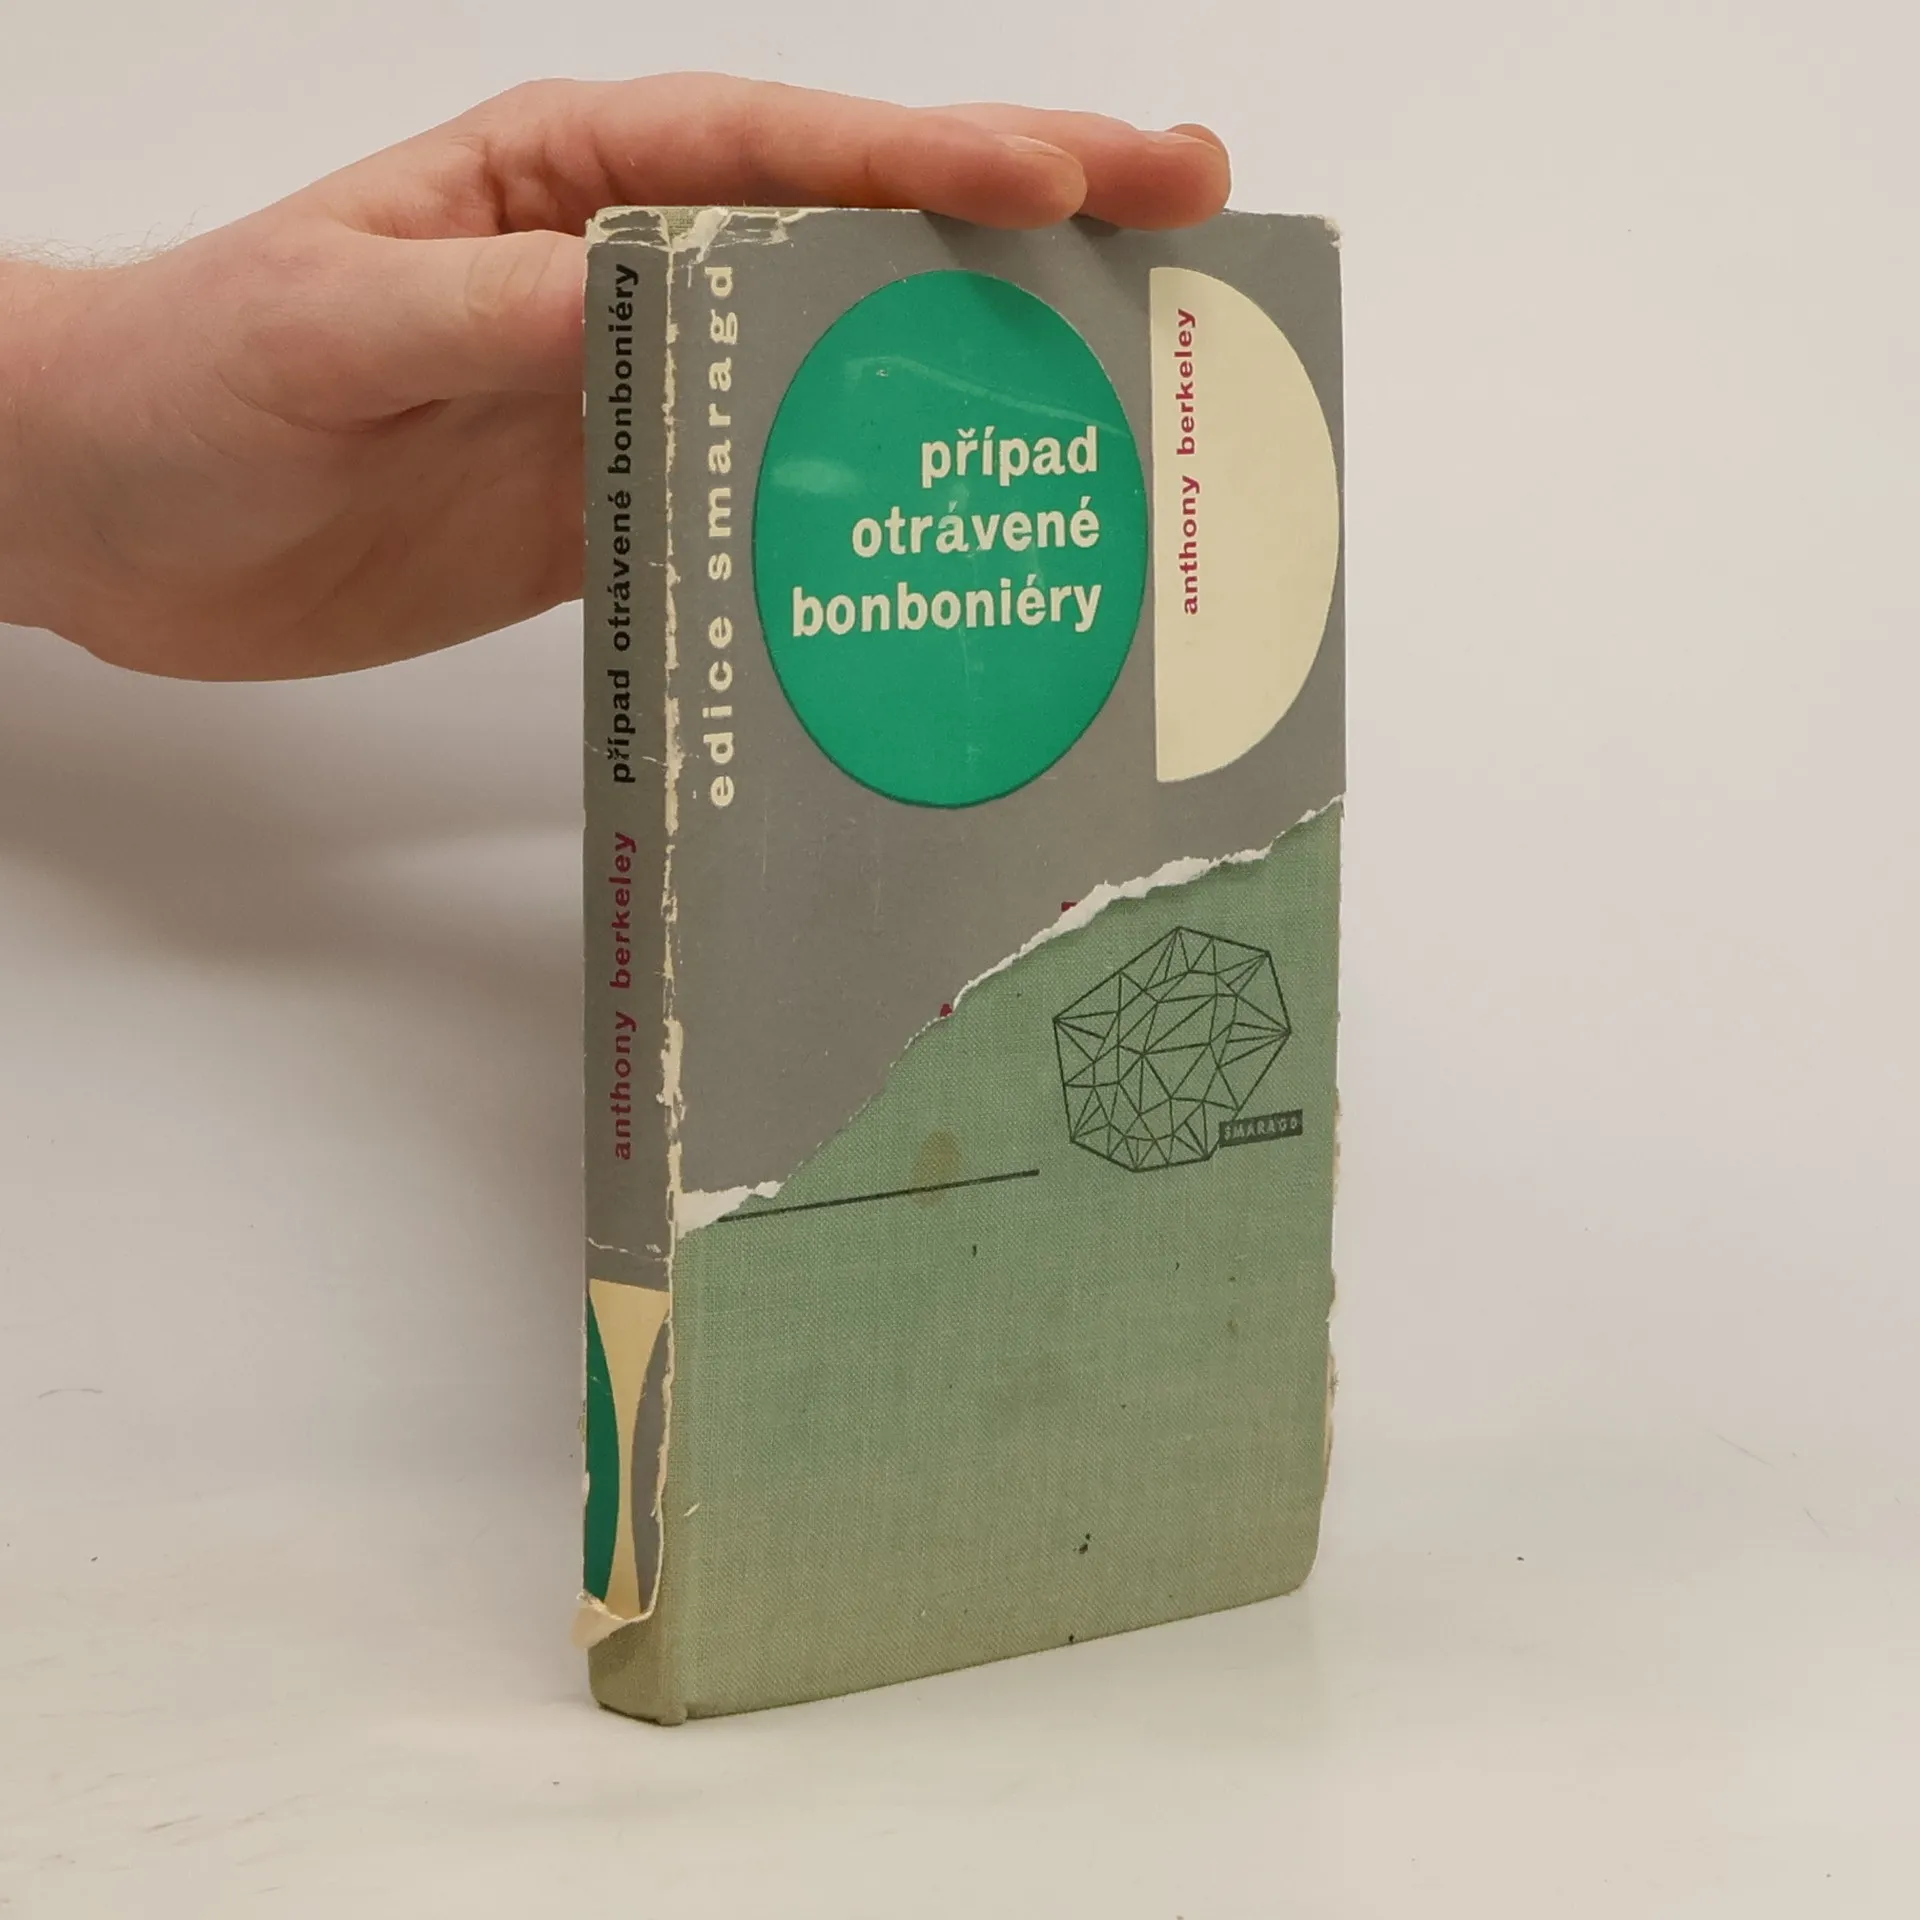 anthony berkeley případ otrávené bonboniéry
edice smaragd
případ
otrávené
bonboniéry
anthony berkeley
SMARAGD